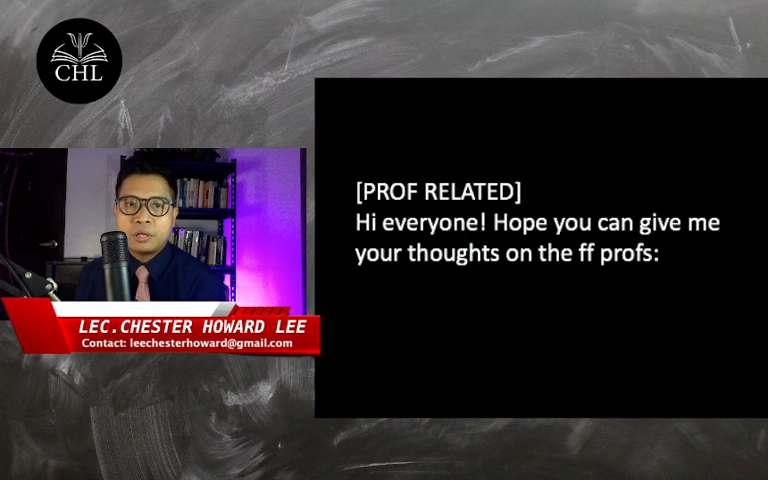 CHL
[PROF RELATED]
Hi everyone! Hope you can give me
your thoughts on the ff profs:
LEC.CHESTER HOWARD LEE
Contact: leechesterhoward@gmail.com